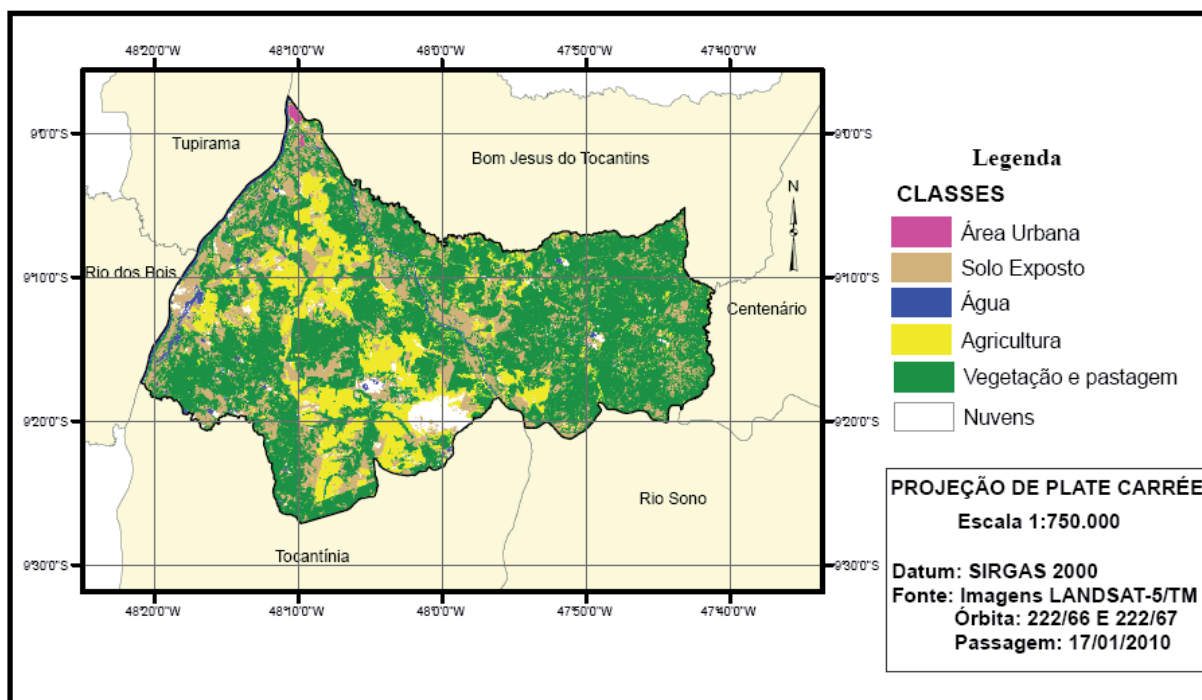 48°20'0"W 48°10'0"W 48°0'0"W 47°50'0"W 47°40'0"W
9°0'0"S 9°0'0"S
Tupirama
Bom Jesus do Tocantins
Legenda
N
CLASSES
Área Urbana
Solo Exposto
Rio dos Bois
9°10'0"S 9°10'0"S
Água
Centenário
Agricultura
Vegetação e pastagem
9°20'0"S 9°20'0"S
Nuvens
Rio Sono
PROJEÇÃO DE PLATE CARRÉE
Escala 1:750.000
Tocantínia
9°30'0"S 9°30'0"S
Datum: SIRGAS 2000
Fonte: Imagens LANDSAT-5/TM
Órbita: 222/66 E 222/67
Passagem: 17/01/2010
48°20'0"W 48°10'0"W 48°0'0"W 47°50'0"W 47°40'0"W